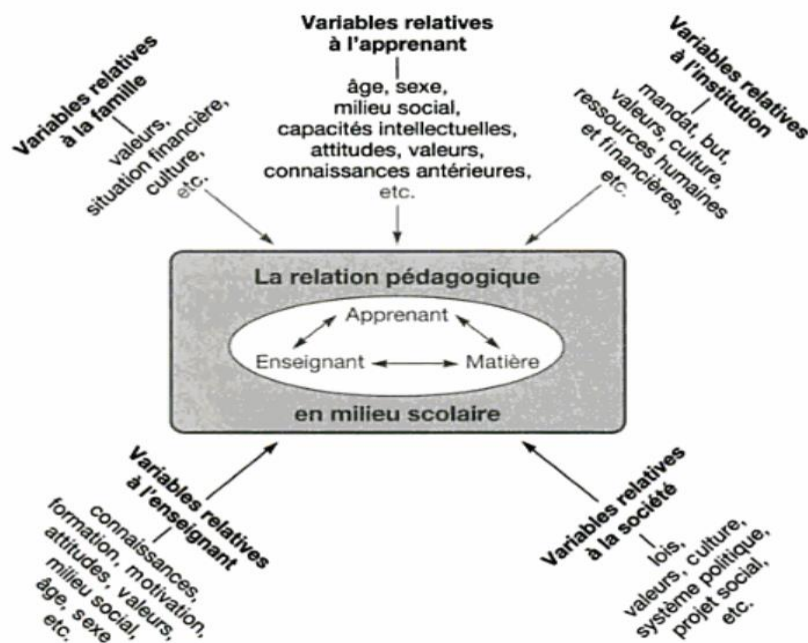 Variables relatives
à la famille
valeurs,
situation financière,
culture,
etc.
Variables relatives
à l'apprenant
âge, sexe,
milieu social,
capacités intellectuelles,
attitudes, valeurs,
connaissances antérieures,
etc.
Variables relatives
à l'institution
mandat, but,
valeurs, culture,
ressources humaines
et financières,
etc.
La relation pédagogique
Apprenant
Enseignant
Matière
en milieu scolaire
Variables relatives
à l'enseignant
connaissances,
formation, motivation,
attitudes, valeurs,
milieu social,
âge, sexe
etc.
Variables relatives
à la société
lois,
valeurs, culture,
système politique,
projet social,
etc.